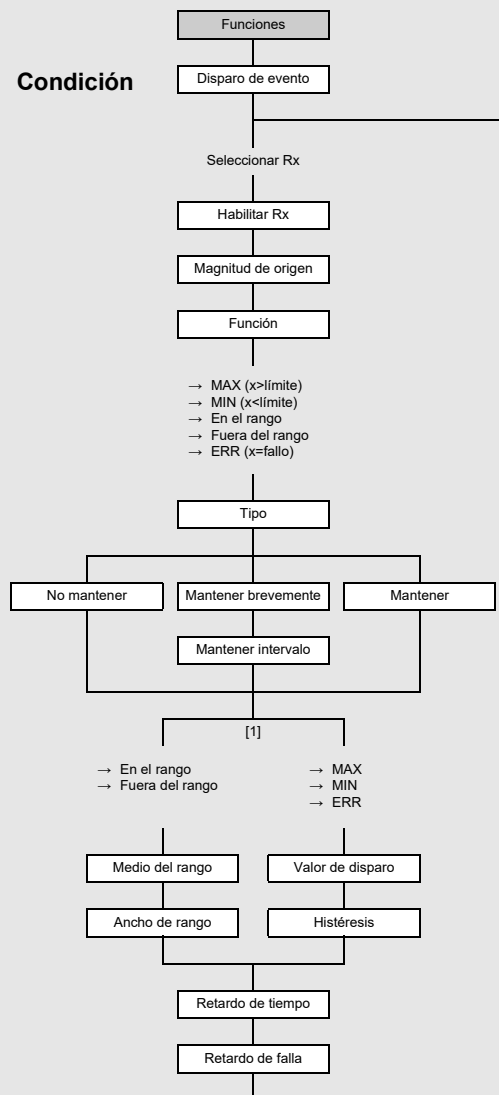 Funciones
Condición
Disparo de evento
Seleccionar Rx
Habilitar Rx
Magnitud de origen
Función
→ MAX (x>límite)
→ MIN (x<límite)
→ En el rango
→ Fuera del rango
→ ERR (x=fallo)
Tipo
No mantener
Mantener brevemente
Mantener
Mantener intervalo
[1]
→ En el rango
→ Fuera del rango
→ MAX
→ MIN
→ ERR
Medio del rango
Valor de disparo
Ancho de rango
Histéresis
Retardo de tiempo
Retardo de falla